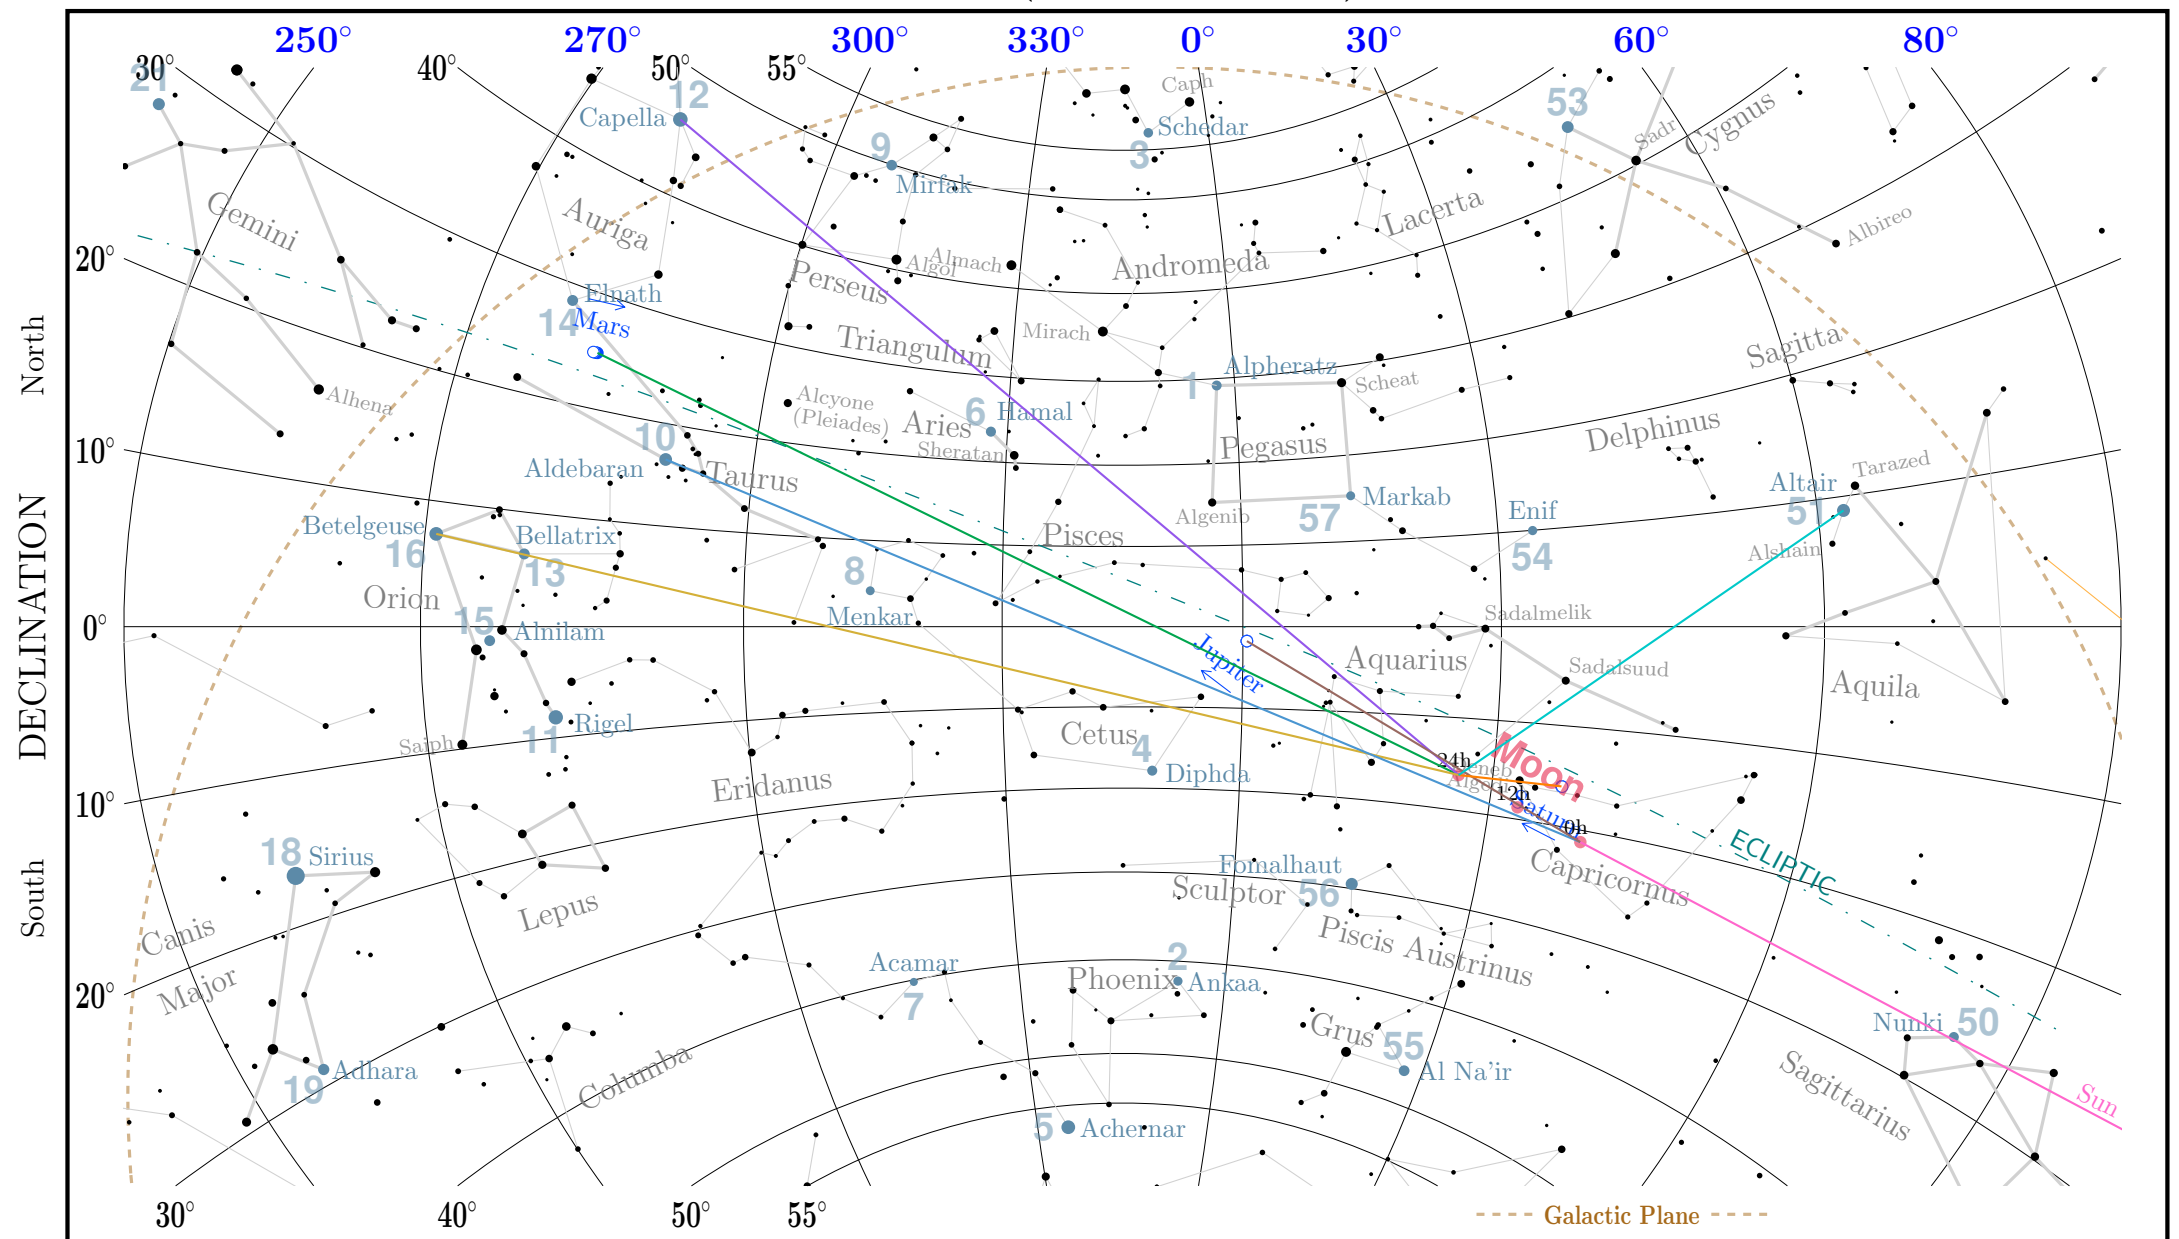 250° 270° 300° 330° 0° 30° 60° 80°
30° 40° 50° 55°
21 12 Caph 53
Capella Schedar Sadr Cygnus
9 3
Mirfak
Gemini Auriga Lacerta Albireo
20° Algol Almach Andromeda
Perseus
Elnath
14 Mars Triangulum Mirach Sagitta
North
Alpheratz
1 Scheat
Alhena Alcyone
(Pleiades) Aries 6 Hamal
10° 10 Sheratan Pegasus Delphinus
Aldebaran Taurus Altair Tarazed
Markab
Betelgeuse Algenib 57 Enif 51
16 Bellatrix Pisces 54 Alshain
13 8
Orion Menkar Sadalmelik
15
0° Alnilam
Jupiter Aquarius Sadalsuud
DECLINATION
Aquila
Rigel
11 Cetus
Saiph 4 Moon
Eridanus Diphda 24h
12h
Saturn
10° 0h
ECLIPTIC
18 Sirius Fomalhaut Capricornus
Sculptor 56
South
Lepus
Canis
Major Piscis Austrinus
Acamar 2
7 Phoenix Ankaa
20° Grus Nunki 50
55
Adhara Columba Al Na'ir
19 Sagittarius Sun
5 Achernar
30° 40° 50° 55°
Galactic Plane